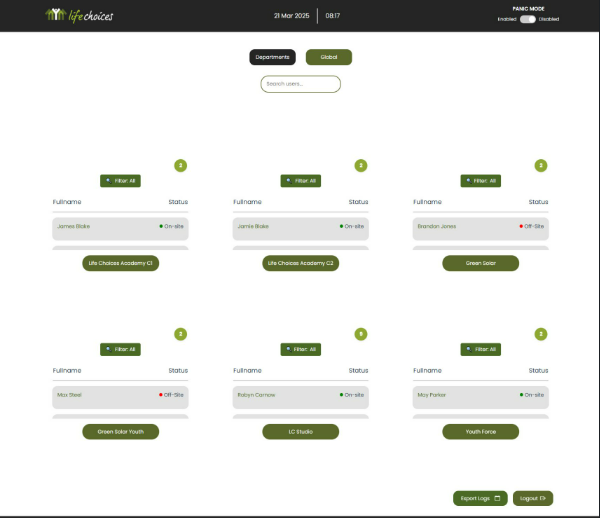 life choices
21 Mar 2025
08:17
PANIC MODE
Enabled
Disabled
Departments
Global
Search users...
2
2
2
Filter: All
Filter: All
Filter: All
Fullname Status
Fullname Status
Fullname Status
James Blake On-site
Jamie Blake On-site
Brandon Jones Off-Site
Life Choices Academy C1
Life Choices Academy C2
Green Solar
2
2
Filter: All
Filter: All
Filter: All
Fullname Status
Fullname Status
Fullname Status
Max Steel Off-Site
Robyn Carnow On-site
May Parker On-site
Green Solar Youth
LC Studio
Youth Force
Export Logs
Logout